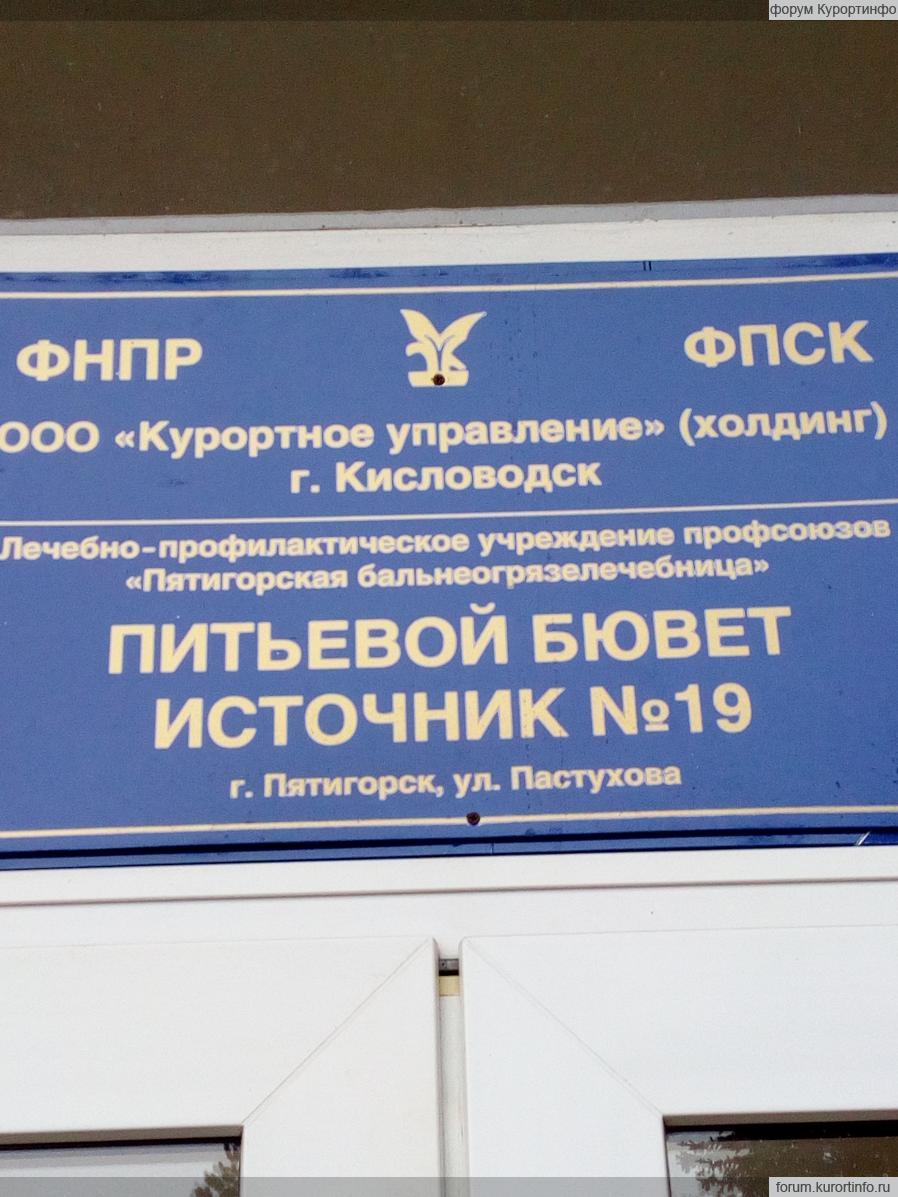 форум Курортинфо
ФНПР ФПСК
ООО «Курортное управление» (холдинг)
г. Кисловодск
Лечебно-профилактическое учреждение профсоюзов
«Пятигорская бальнеогрязелечебница»
ПИТЬЕВОЙ БЮВЕТ
ИСТОЧНИК №19
г. Пятигорск, ул. Пастухова
forum.kurortinfo.ru